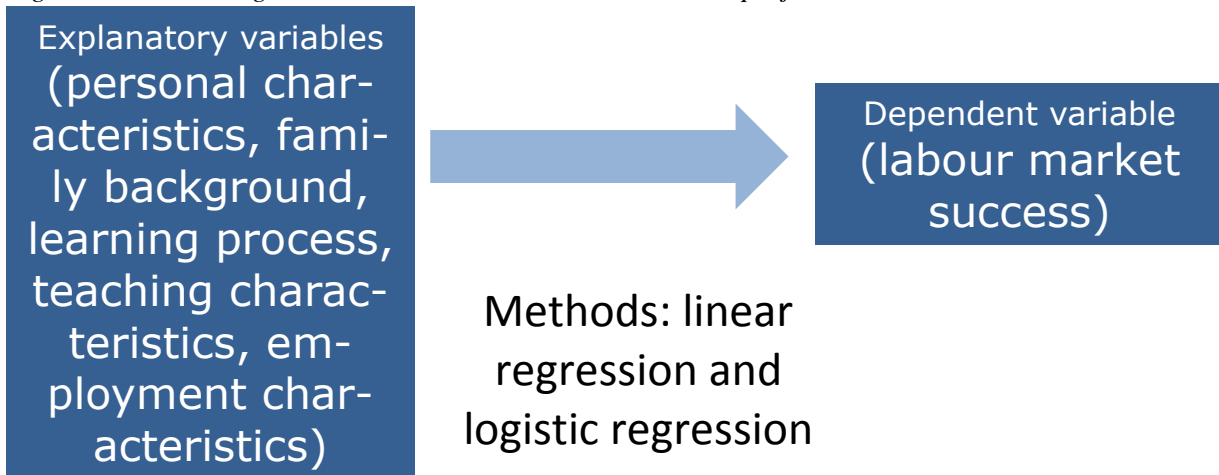 Explanatory variables
(personal char-
acteristics, fami-
ly background,
learning process,
teaching charac-
teristics, em-
ployment char-
acteristics)
Dependent variable
(labour market
success)
Methods: linear
regression and
logistic regression